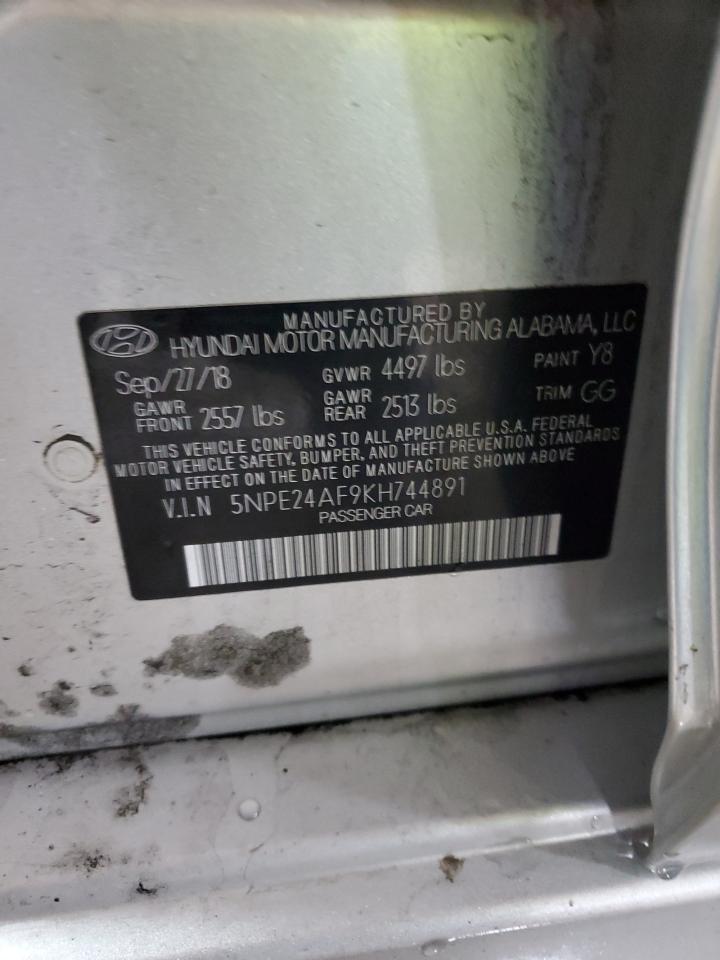 MANUFACTURED BY
HYUNDAI MOTOR MANUFACTURING ALABAMA, LLC
Sep/27/18 GVWR 4497 lbs PAINT Y8
GAWR FRONT 2557 lbs GAWR REAR 2513 lbs TRIM GG
THIS VEHICLE CONFORMS TO ALL APPLICABLE U.S.A. FEDERAL
MOTOR VEHICLE SAFETY, BUMPER, AND THEFT PREVENTION STANDARDS
IN EFFECT ON THE DATE OF MANUFACTURE SHOWN ABOVE
V.I.N 5NPE24AF9KH744891
PASSENGER CAR